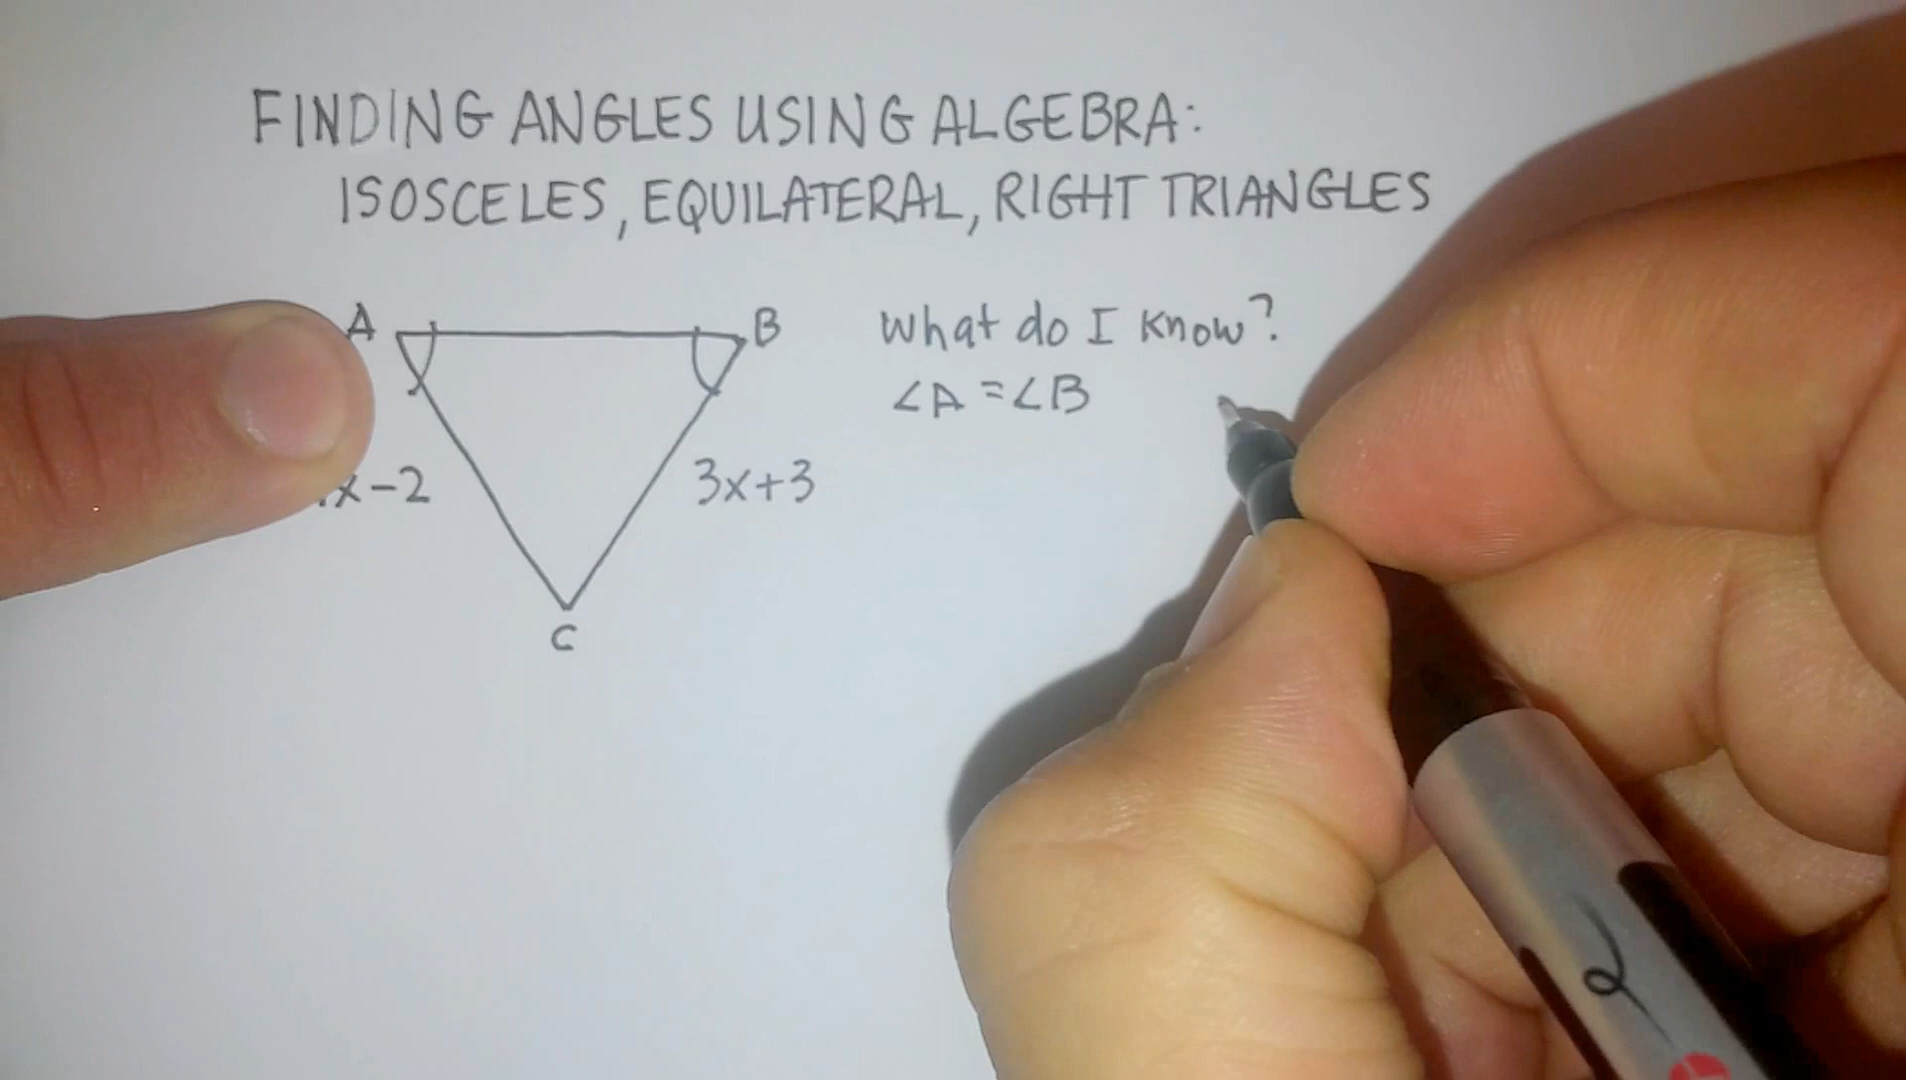 FINDING ANGLES USING ALGEBRA:
ISOSCELES, EQUILATERAL, RIGHT TRIANGLES
A
B
What do I know?
∠A = ∠B
x-2
3x+3
C